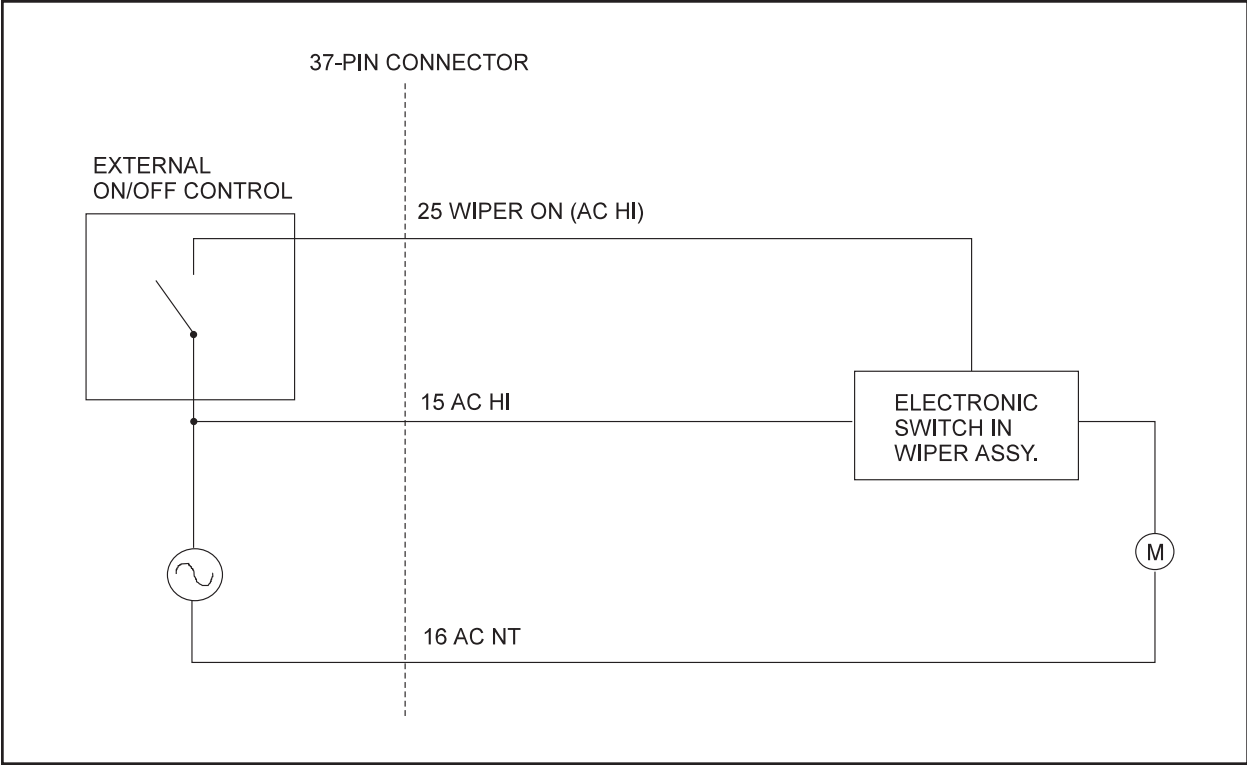 37-PIN CONNECTOR
EXTERNAL
ON/OFF CONTROL
25 WIPER ON (AC HI)
15 AC HI
ELECTRONIC
SWITCH IN
WIPER ASSY.
M
16 AC NT